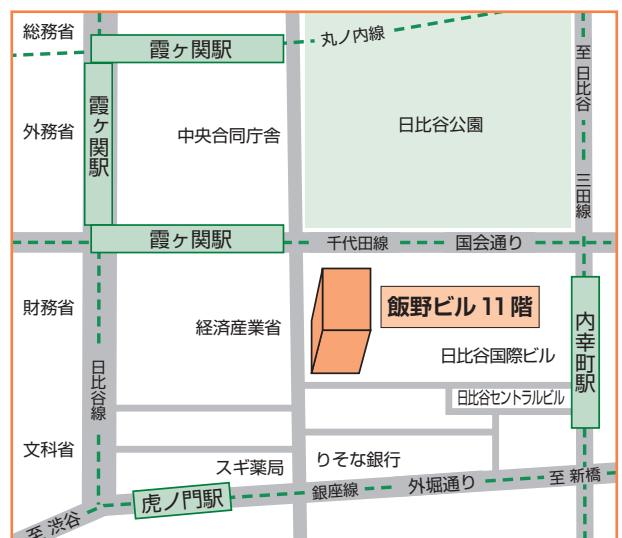 総務省
霞ヶ関駅
丸ノ内線
至 日比谷
霞ヶ関駅
外務省
中央合同庁舎
日比谷公園
三田線
霞ヶ関駅
千代田線
国会通り
財務省
飯野ビル 11 階
経済産業省
内幸町駅
日比谷国際ビル
日比谷線
日比谷セントラルビル
文科省
スギ薬局
りそな銀行
虎ノ門駅
銀座線
外堀通り
至 新橋
至 渋谷